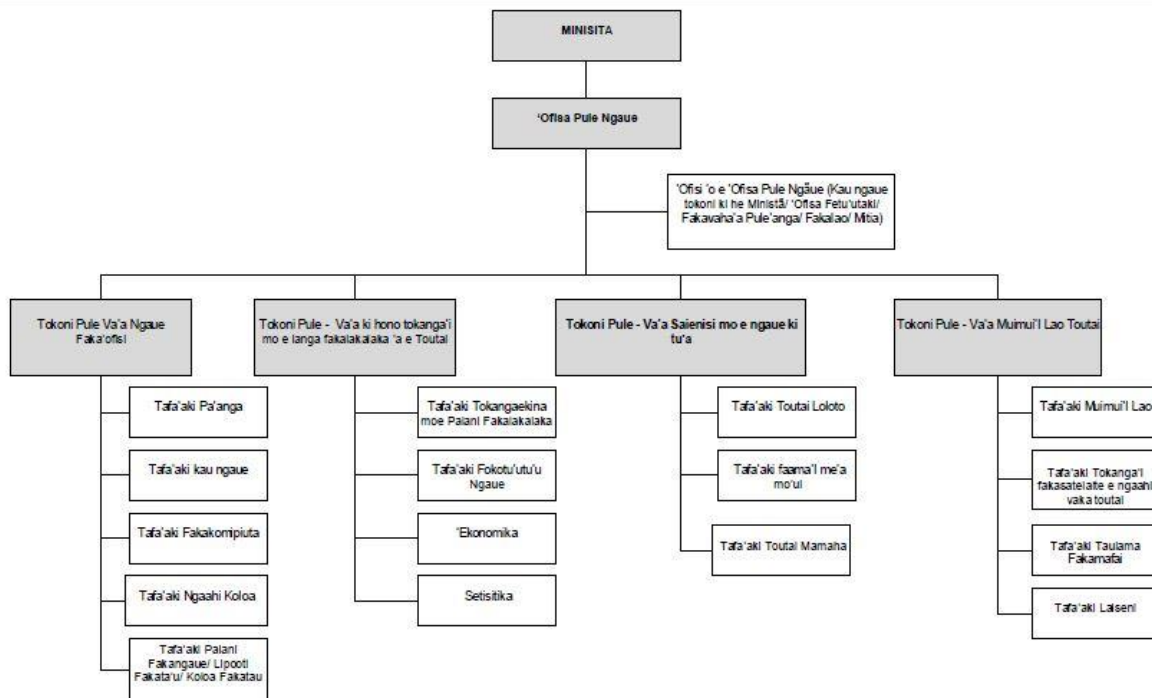 MINISITA
‘Ofisa Pule Ngaue
'Ofisi 'o e 'Ofisa Pule Ngāue (Kau ngaue
tokoni ki he Ministā/ 'Ofisa Fetu'utaki/
Fakavaha'a Pule'anga/ Fakalao/ Mitia)
Tokoni Pule Va'a Ngaue
Faka'ofisi
Tafa'aki Pa'anga
Tafa'aki kau ngaue
Tafa'aki Fakakomipiuta
Tafa'aki Ngaahi Koloa
Tafa'aki Palani
Fakangaue/ Lipooti
Fakata'u/ Koloa Fakatau
Tokoni Pule - Va'a ki hono tokanga'i
mo e langa fakalakalaka 'a e Toutai
Tafa'aki Tokangaekina
moe Palani Fakalakalaka
Tafa'aki Fokotu'utu'u
Ngaue
'Ekonomika
Setisitika
Tokoni Pule - Va'a Saienisi mo e ngaue ki
tu'a
Tafa'aki Toutai Loloto
Tafa'aki faama'i me'a
mo'ui
Tafa'aki Toutai Mamaha
Tokoni Pule - Va'a Muimui'i Lao Toutai
Tafa'aki Muimui'i Lao
Tafa'aki Tokanga'i
fakasatelaite e ngaahi
vaka toutai
Tafa'aki Taulama
Fakamafai
Tafa'aki Laiseni